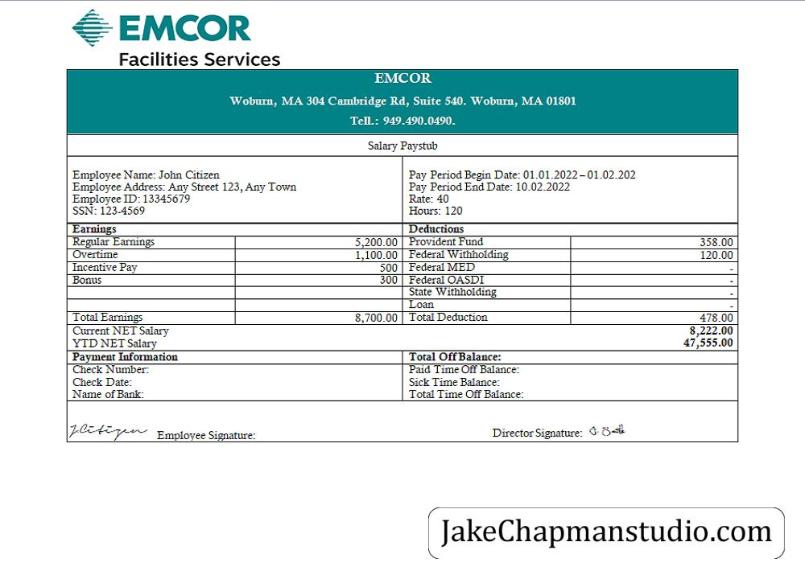 EMCOR
Facilities Services
EMCOR
Woburn, MA 304 Cambridge Rd, Suite 540. Woburn, MA 01801
Tell.: 949.490.0490.
Salary Paystub
Employee Name: John Citizen
Employee Address: Any Street 123, Any Town
Employee ID: 13345679
SSN: 123-4569
Pay Period Begin Date: 01.01.2022 – 01.02.202
Pay Period End Date: 10.02.2022
Rate: 40
Hours: 120
Earnings Deductions
Regular Earnings 5,200.00 Provident Fund 358.00
Overtime 1,100.00 Federal Withholding 120.00
Incentive Pay 500 Federal MED -
Bonus 300 Federal OASDI -
State Withholding -
Loan -
Total Earnings 8,700.00 Total Deduction 478.00
Current NET Salary 8,222.00
YTD NET Salary 47,555.00
Payment Information Total Off Balance:
Check Number: Paid Time Off Balance:
Check Date: Sick Time Balance:
Name of Bank: Total Time Off Balance:
J.Citizen Employee Signature: Director Signature:
JakeChapmanstudio.com